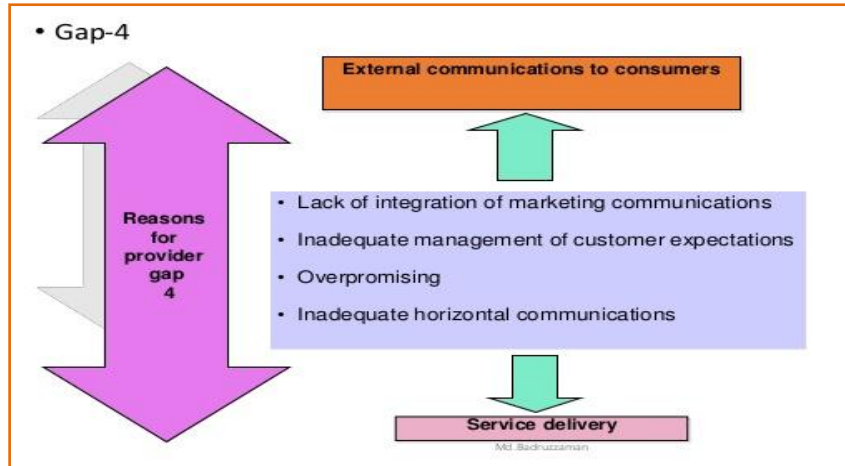 • Gap-4
External communications to consumers
Reasons
for
provider
gap
4
• Lack of integration of marketing communications
• Inadequate management of customer expectations
• Overpromising
• Inadequate horizontal communications
Service delivery
Md.Badruzzaman